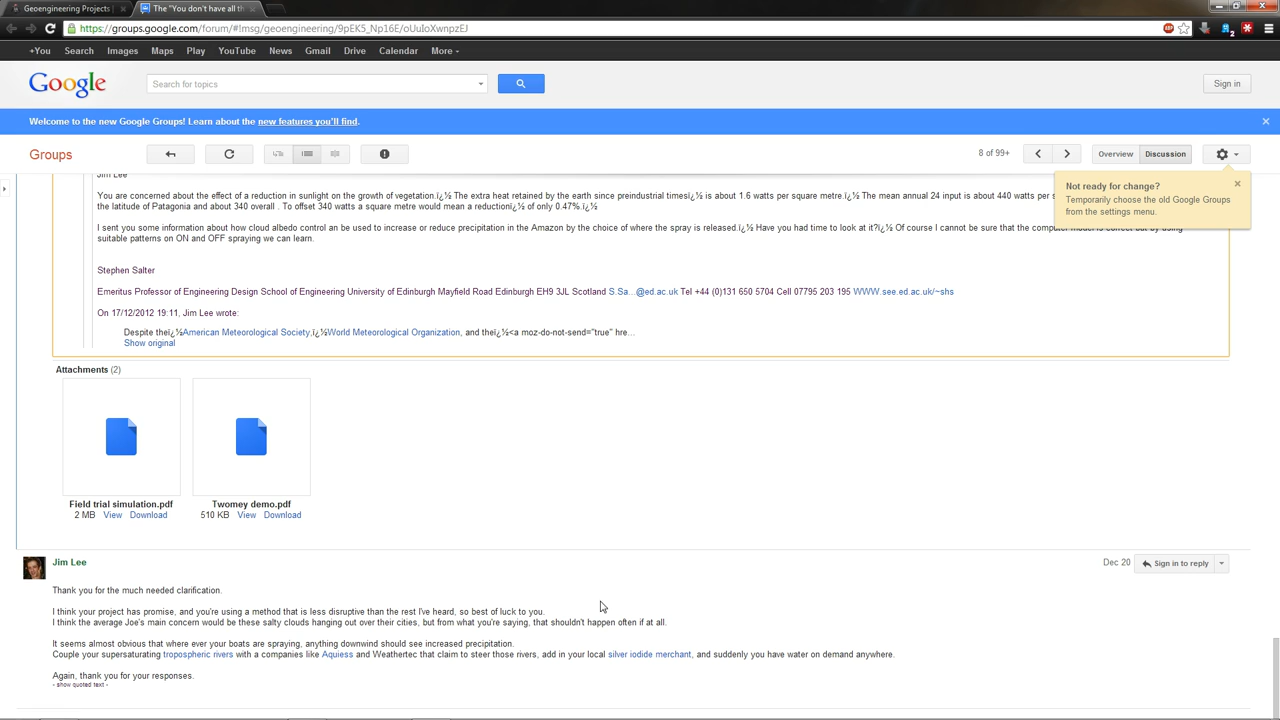 Geoengineering Projects
The "You don't have all th
https://groups.google.com/forum/#!msg/geoengineering/9pEK5_Np16E/oUuIoXwnpzEJ
+You Search Images Maps Play YouTube News Gmail Drive Calendar More
Google
Search for topics
Sign in
Welcome to the new Google Groups! Learn about the new features you'll find.
Groups
8 of 99+
Overview Discussion
Not ready for change?
Temporarily choose the old Google Groups
from the settings menu.
Jim Lee
You are concerned about the effect of a reduction in sunlight on the growth of vegetation.ï¿½ The extra heat retained by the earth since preindustrial timesï¿½ is about 1.6 watts per square metre.ï¿½ The mean annual 24 input is about 440 watts per s
the latitude of Patagonia and about 340 overall . To offset 340 watts a square metre would mean a reductionï¿½ of only 0.47%.ï¿½
I sent you some information about how cloud albedo control an be used to increase or reduce precipitation in the Amazon by the choice of where the spray is released.ï¿½ Have you had time to look at it?ï¿½ Of course I cannot be sure that the computer model is correct but by using
suitable patterns on ON and OFF spraying we can learn.
Stephen Salter
Emeritus Professor of Engineering Design School of Engineering University of Edinburgh Mayfield Road Edinburgh EH9 3JL Scotland S.Sa...@ed.ac.uk Tel +44 (0)131 650 5704 Cell 07795 203 195 WWW.see.ed.ac.uk/~shs
On 17/12/2012 19:11, Jim Lee wrote:
Despite theï¿½American Meteorological Society,ï¿½World Meteorological Organization, and theï¿½<a moz-do-not-send="true" hre...
Show original
Attachments (2)
Field trial simulation.pdf
2 MB View Download
Twomey demo.pdf
510 KB View Download
Jim Lee
Dec 20
Sign in to reply
Thank you for the much needed clarification.
I think your project has promise, and you're using a method that is less disruptive than the rest I've heard, so best of luck to you.
I think the average Joe's main concern would be these salty clouds hanging out over their cities, but from what you're saying, that shouldn't happen often if at all.
It seems almost obvious that where ever your boats are spraying, anything downwind should see increased precipitation.
Couple your supersaturating tropospheric rivers with a companies like Aquiess and Weathertec that claim to steer those rivers, add in your local silver iodide merchant, and suddenly you have water on demand anywhere.
Again, thank you for your responses.
- show quoted text -